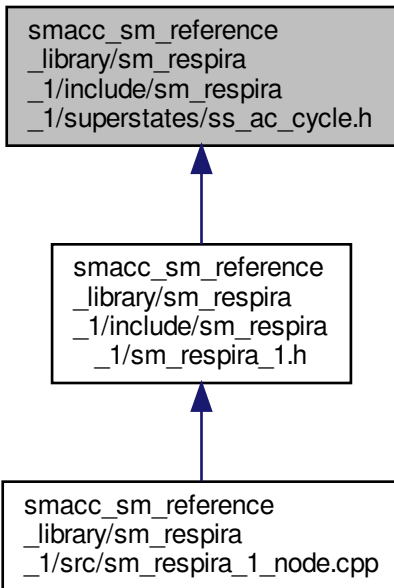 smacc_sm_reference
_library/sm_respira
_1/include/sm_respira
_1/superstates/ss_ac_cycle.h
smacc_sm_reference
_library/sm_respira
_1/include/sm_respira
_1/sm_respira_1.h
smacc_sm_reference
_library/sm_respira
_1/src/sm_respira_1_node.cpp